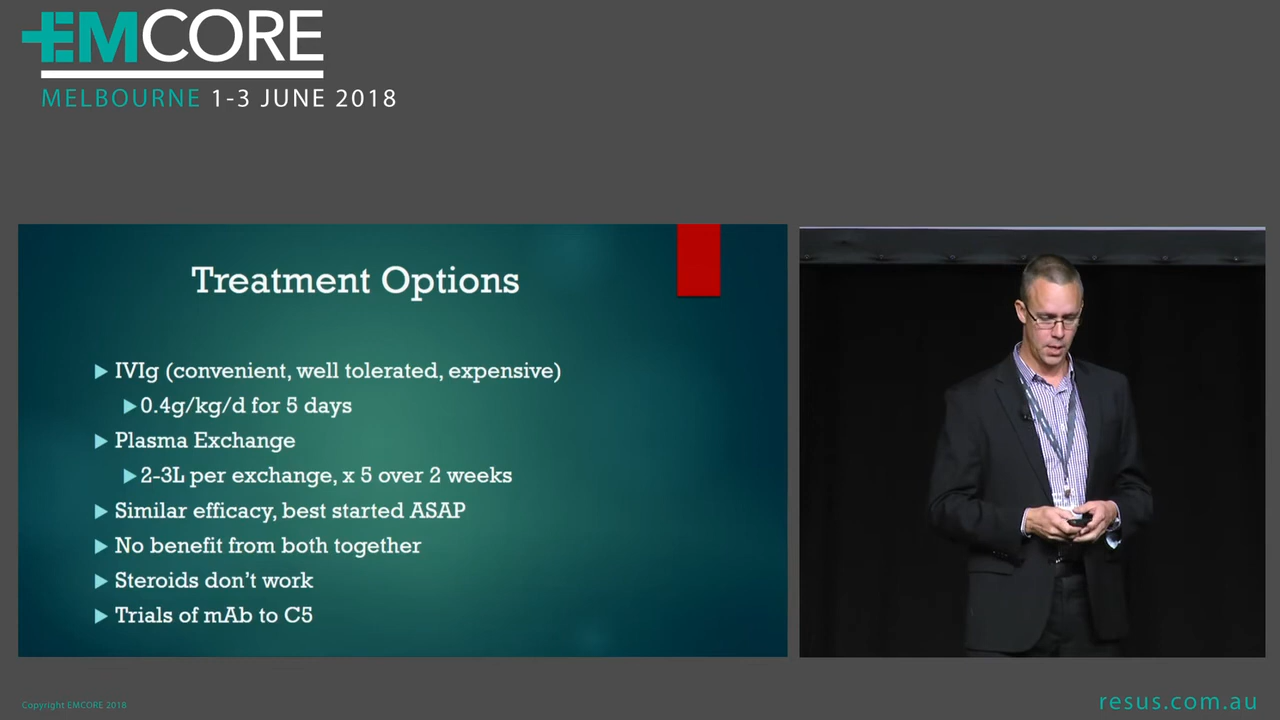 EMCORE
MELBOURNE 1-3 JUNE 2018
Treatment Options
IVIg (convenient, well tolerated, expensive)
0.4g/kg/d for 5 days
Plasma Exchange
2-3L per exchange, x 5 over 2 weeks
Similar efficacy, best started ASAP
No benefit from both together
Steroids don't work
Trials of mAb to C5
Copyright EMCORE 2018
resus.com.au